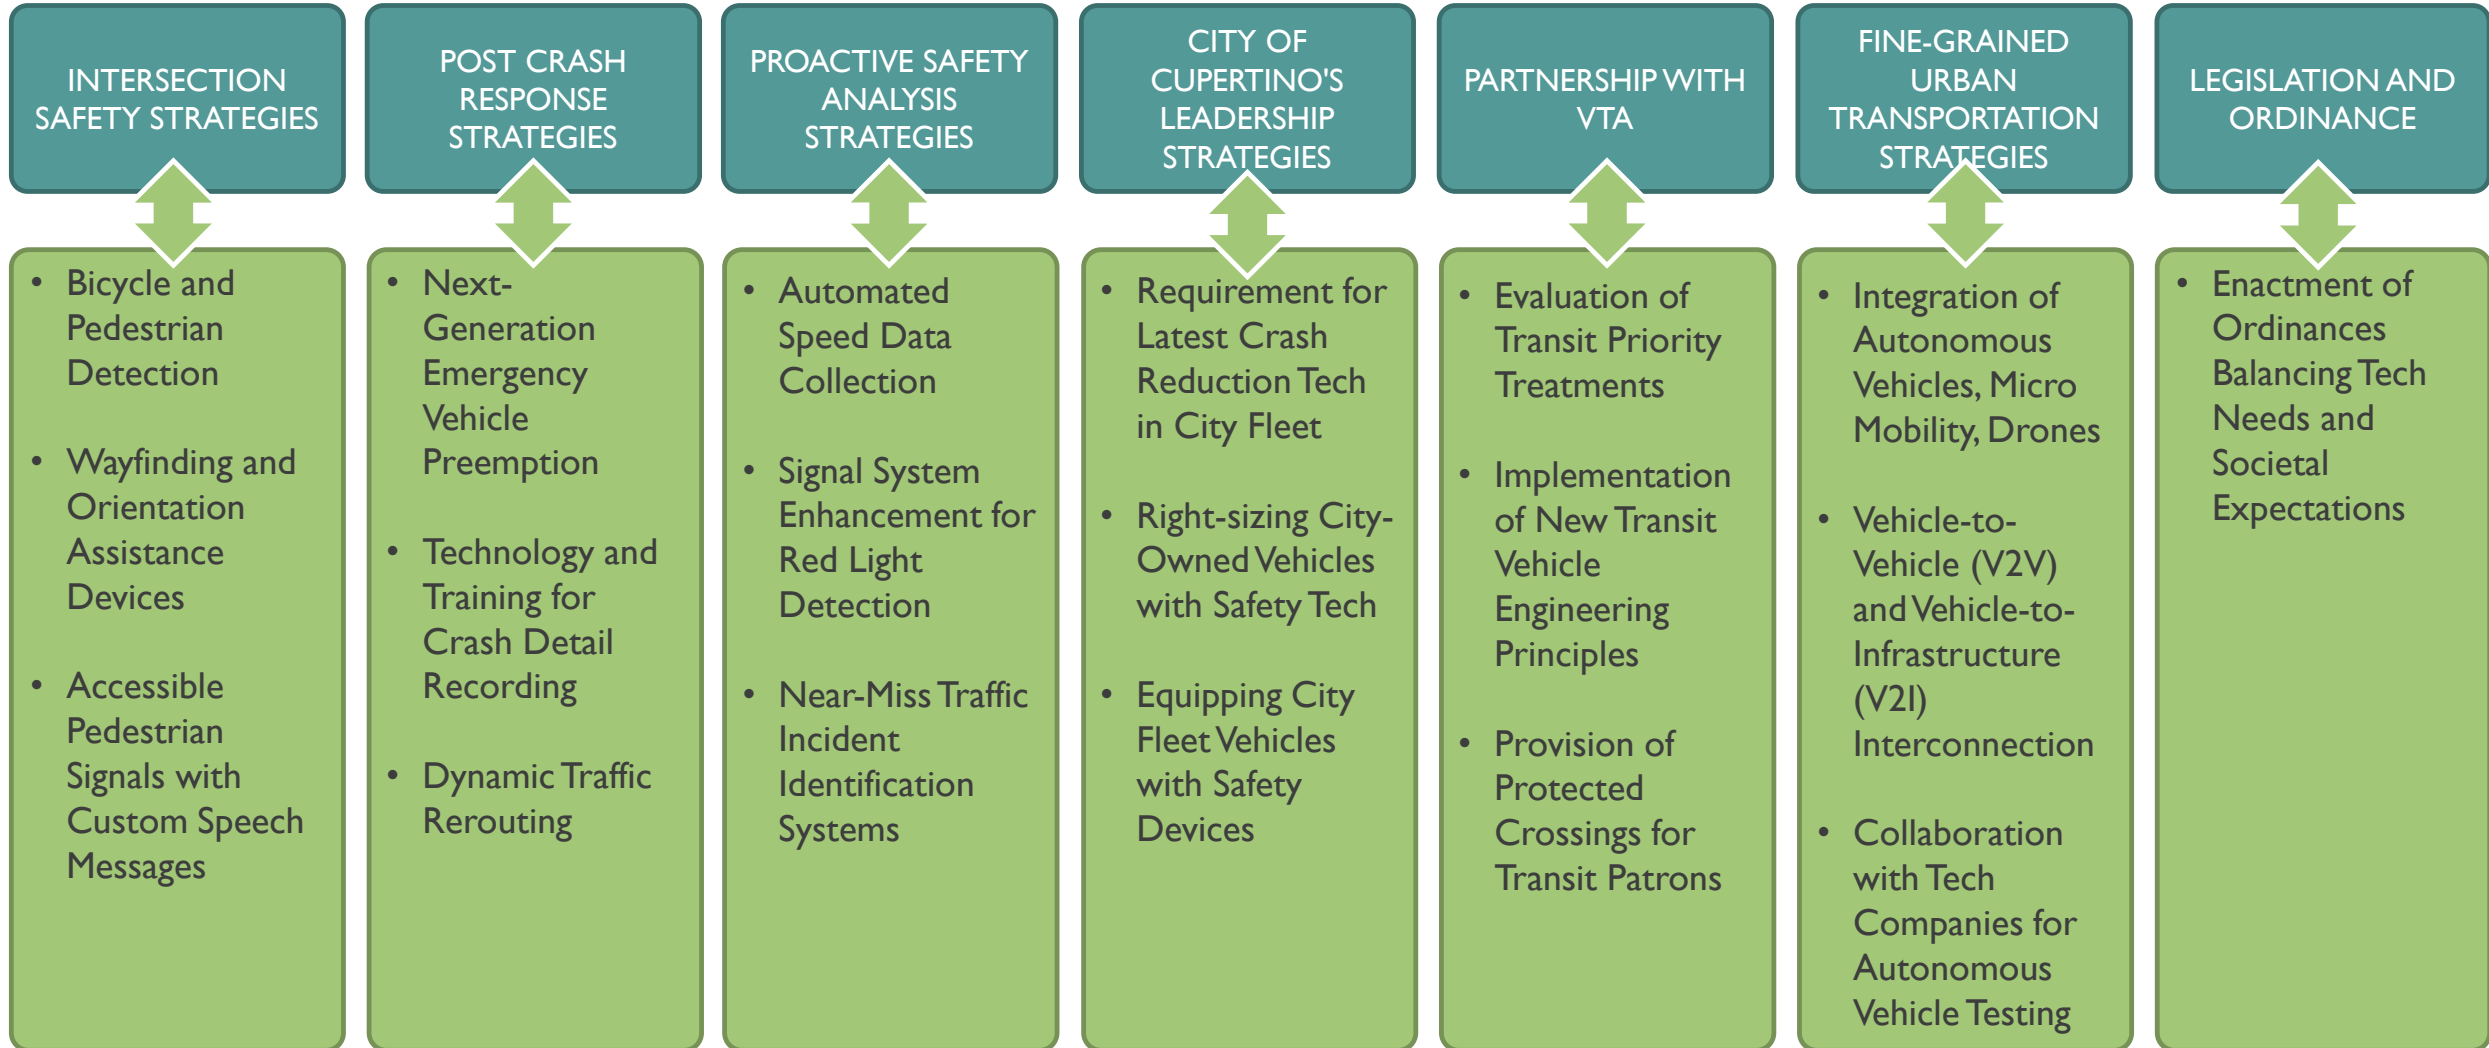 INTERSECTION
SAFETY STRATEGIES
• Bicycle and
Pedestrian
Detection
• Wayfinding and
Orientation
Assistance
Devices
• Accessible
Pedestrian
Signals with
Custom Speech
Messages
POST CRASH
RESPONSE
STRATEGIES
• Next-
Generation
Emergency
Vehicle
Preemption
• Technology and
Training for
Crash Detail
Recording
• Dynamic Traffic
Rerouting
PROACTIVE SAFETY
ANALYSIS
STRATEGIES
• Automated
Speed Data
Collection
• Signal System
Enhancement for
Red Light
Detection
• Near-Miss Traffic
Incident
Identification
Systems
CITY OF
CUPERTINO'S
LEADERSHIP
STRATEGIES
• Requirement for
Latest Crash
Reduction Tech
in City Fleet
• Right-sizing City-
Owned Vehicles
with Safety Tech
• Equipping City
Fleet Vehicles
with Safety
Devices
PARTNERSHIP WITH
VTA
• Evaluation of
Transit Priority
Treatments
• Implementation
of New Transit
Vehicle
Engineering
Principles
• Provision of
Protected
Crossings for
Transit Patrons
FINE-GRAINED
URBAN
TRANSPORTATION
STRATEGIES
• Integration of
Autonomous
Vehicles, Micro
Mobility, Drones
• Vehicle-to-
Vehicle (V2V)
and Vehicle-to-
Infrastructure
(V2I)
Interconnection
• Collaboration
with Tech
Companies for
Autonomous
Vehicle Testing
LEGISLATION AND
ORDINANCE
• Enactment of
Ordinances
Balancing Tech
Needs and
Societal
Expectations